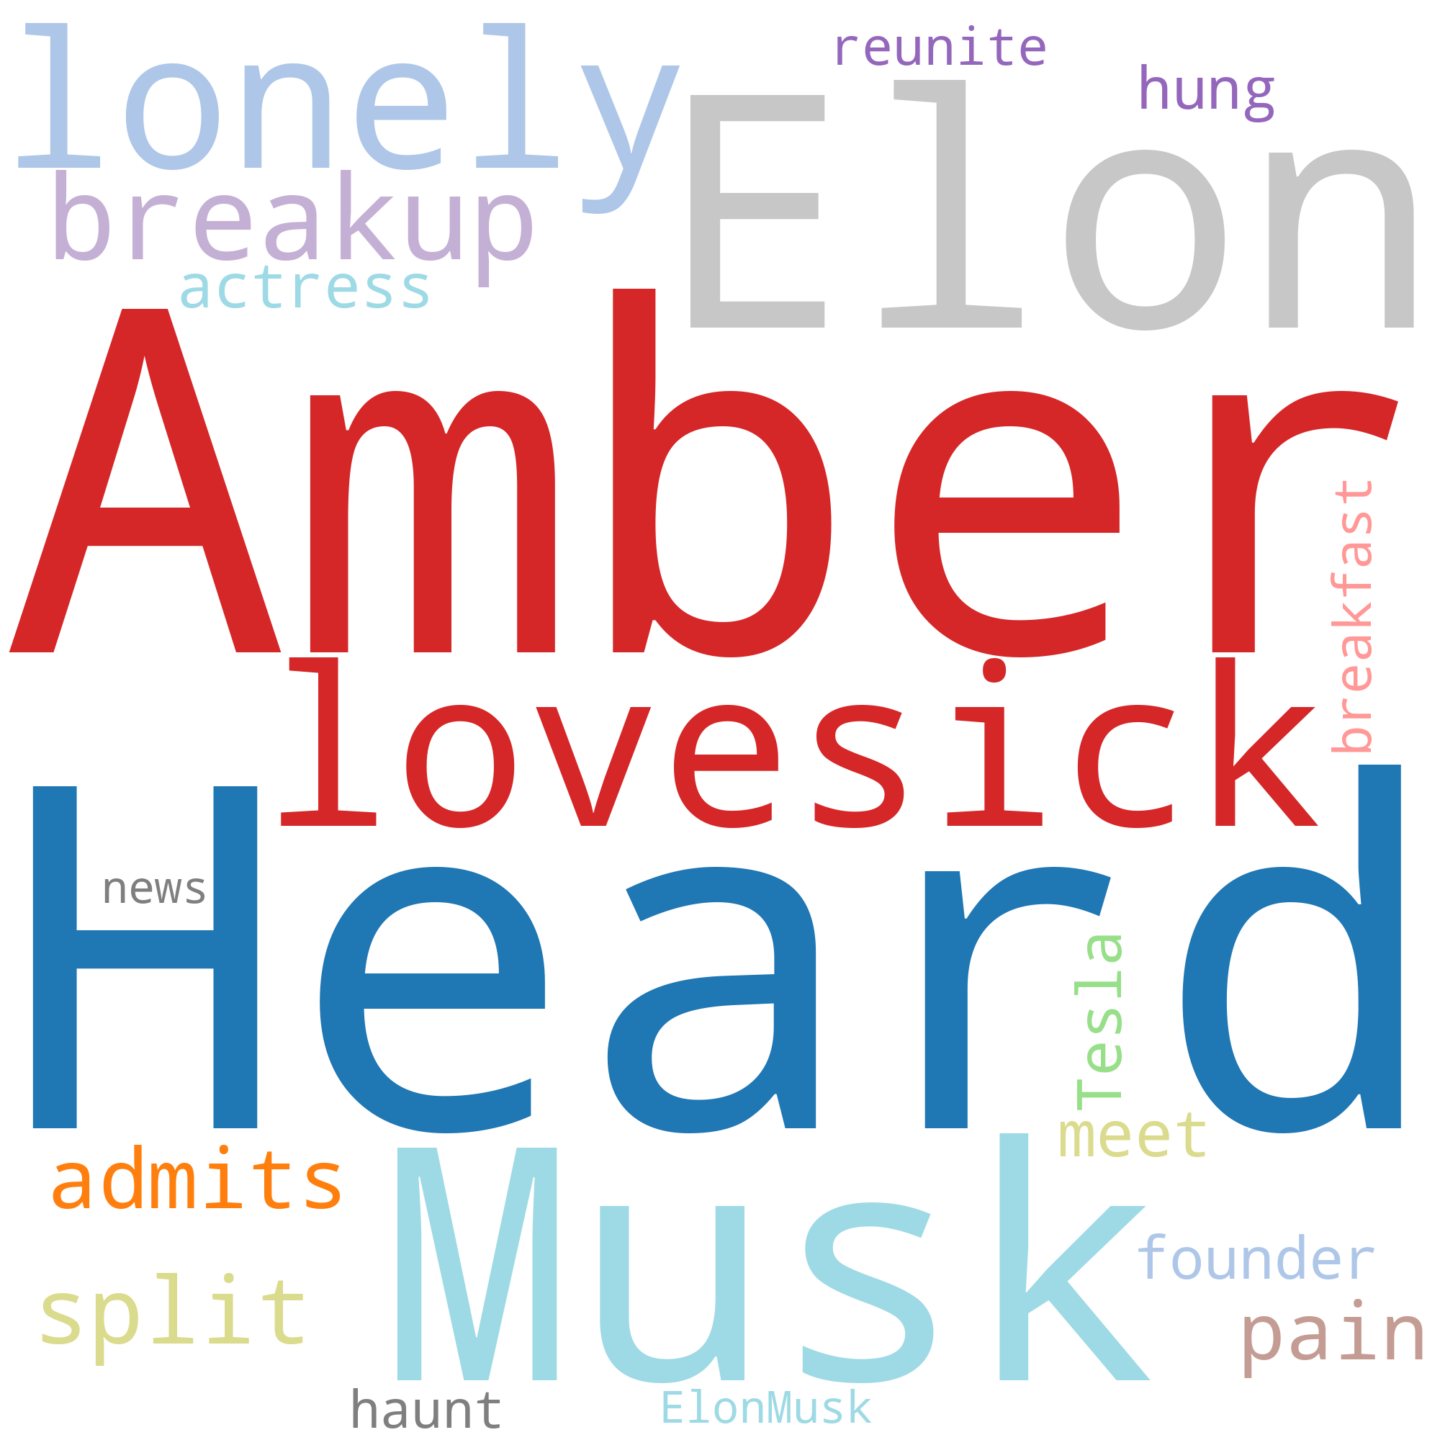 reunite
lonely
hung
Elon
breakup
actress
Amber
breakfast
lovesick
Heard
news
Tesla
meet
admits
Musk
founder
split
pain
haunt
ElonMusk